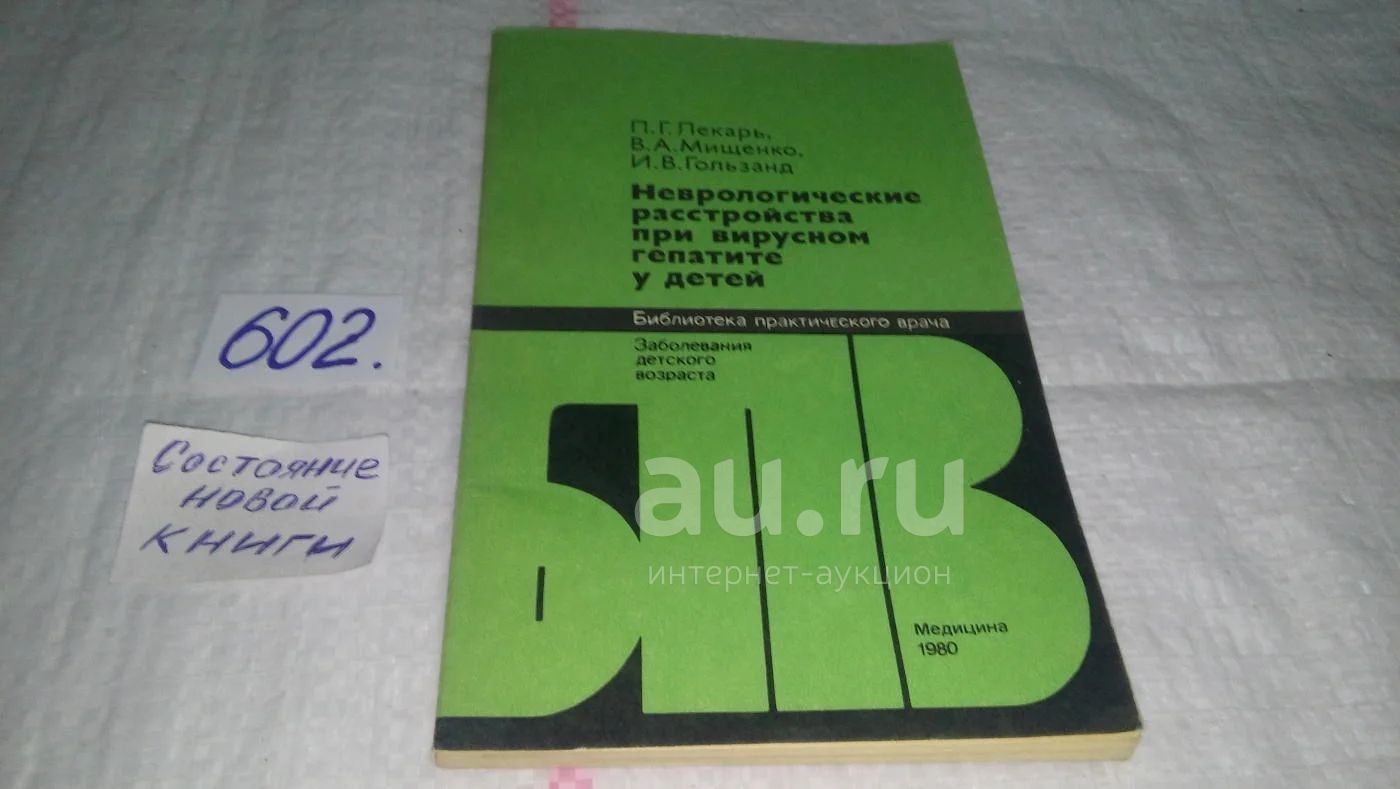 П.Г. Пекарь,
В.А. Мищенко,
И.В. Гользанд
Неврологические
расстройства
при вирусном
гепатите
у детей
Библиотека практического врача
Заболевания
детского
возраста
БПВ
Медицина
1980
602.
Состояние
новой
книги
au.ru
интернет-аукцион